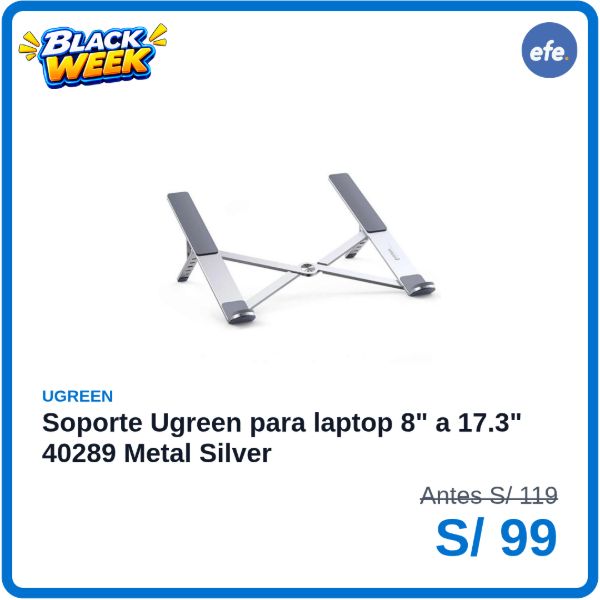 BLACK
WEEK
efe.
UGREEN
Soporte Ugreen para laptop 8" a 17.3"
40289 Metal Silver
Antes S/ 119
S/ 99